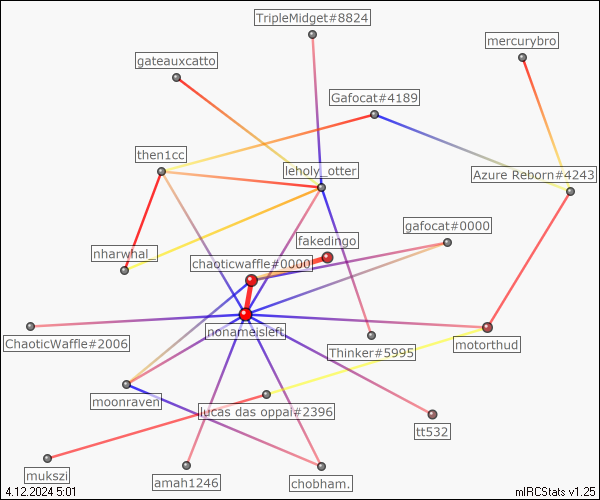 TripleMidget#8824
mercurybro
gateauxcatto
Gafocat#4189
then1cc
leholy_otter
Azure Reborn#4243
gafocat#0000
fakedingo
nharwhal_
chaoticwaffle#0000
nonameisleft
ChaoticWaffle#2006
Thinker#5995
motorthud
moonraven
lucas das oppai#2396
tt532
mukszi
amah1246
chobham.
4.12.2024 5:01
mIRCStats v1.25